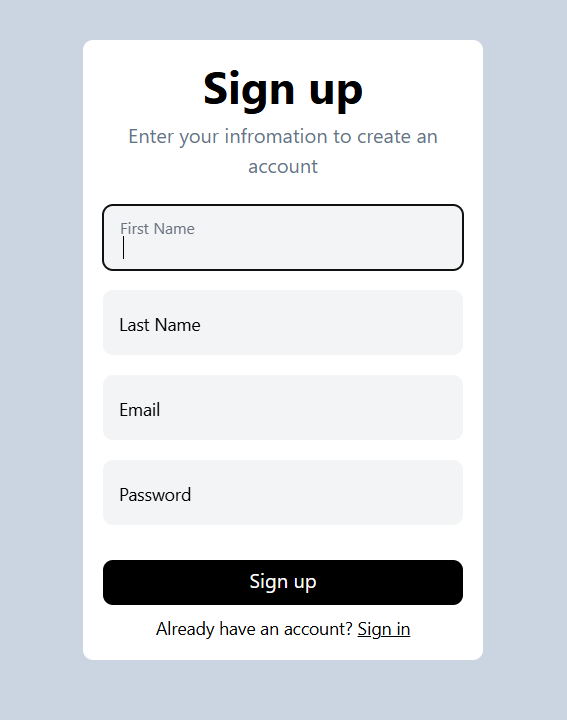 Sign up
Enter your infromation to create an
account
First Name
Last Name
Email
Password
Sign up
Already have an account? Sign in